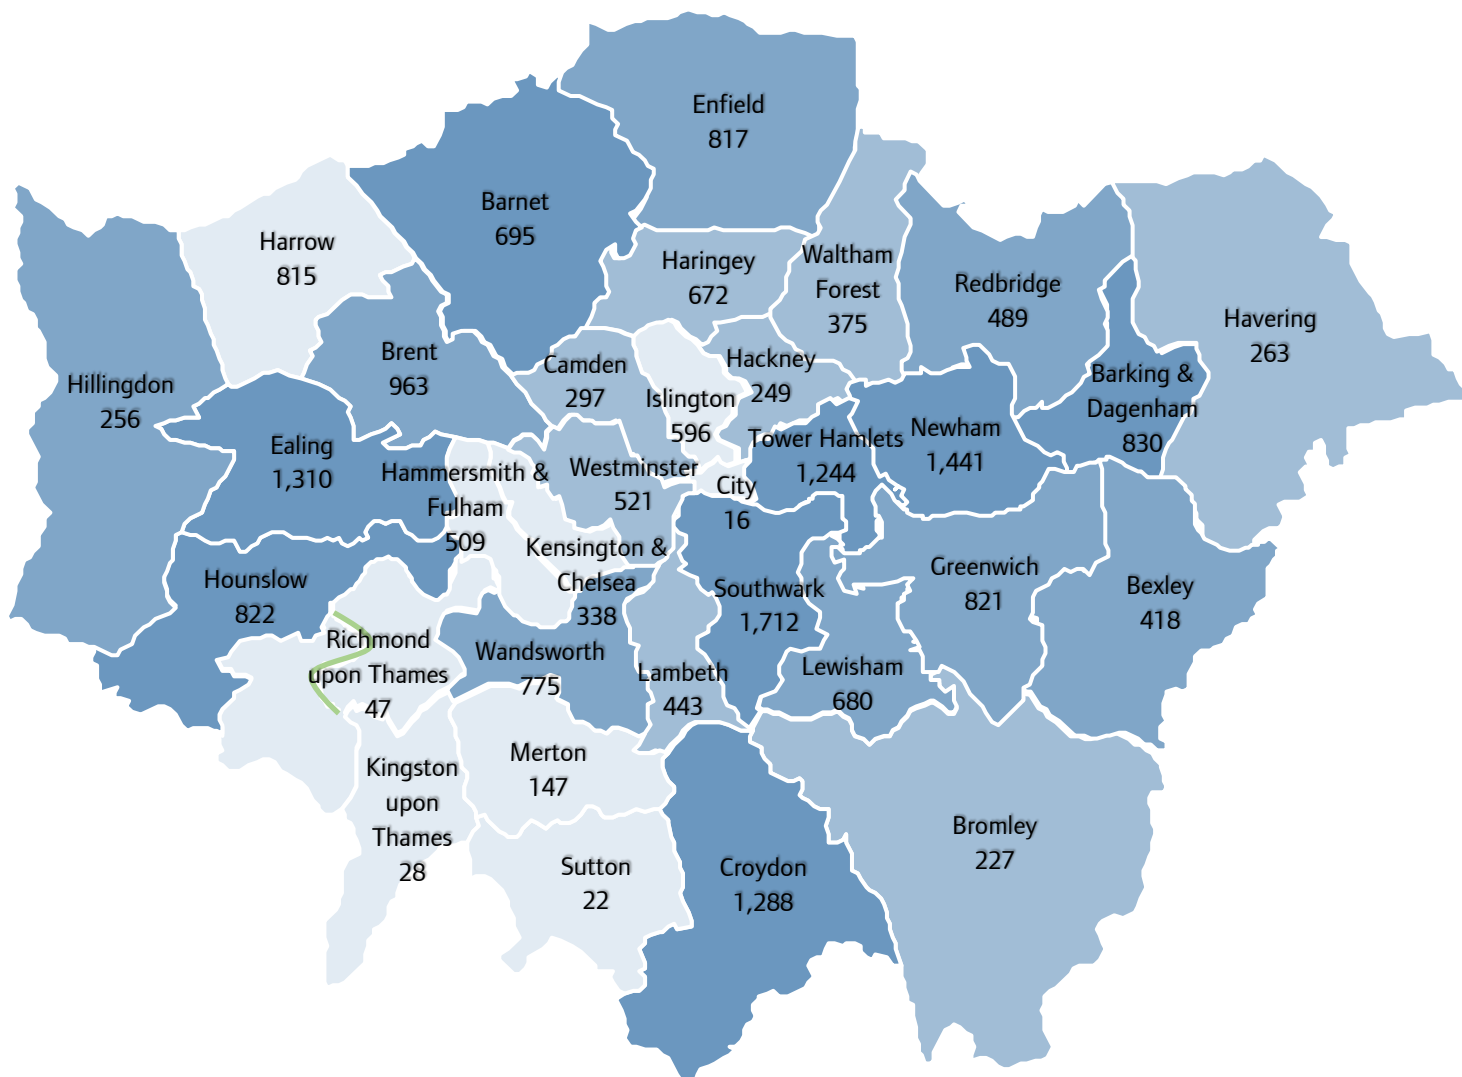 Enfield
817
Barnet
695
Harrow
815
Haringey
672
Waltham
Forest
375
Redbridge
489
Havering
263
Brent
963
Camden
297
Hackney
249
Islington
596
Hillingdon
256
Barking &
Dagenham
830
Ealing
1,310
Hammersmith &
Fulham
509
Westminster
521
City
16
Tower Hamlets
1,244
Newham
1,441
Kensington &
Chelsea
338
Hounslow
822
Southwark
1,712
Greenwich
821
Bexley
418
Richmond
upon Thames
47
Wandsworth
775
Lambeth
443
Lewisham
680
Kingston
upon
Thames
28
Merton
147
Sutton
22
Croydon
1,288
Bromley
227